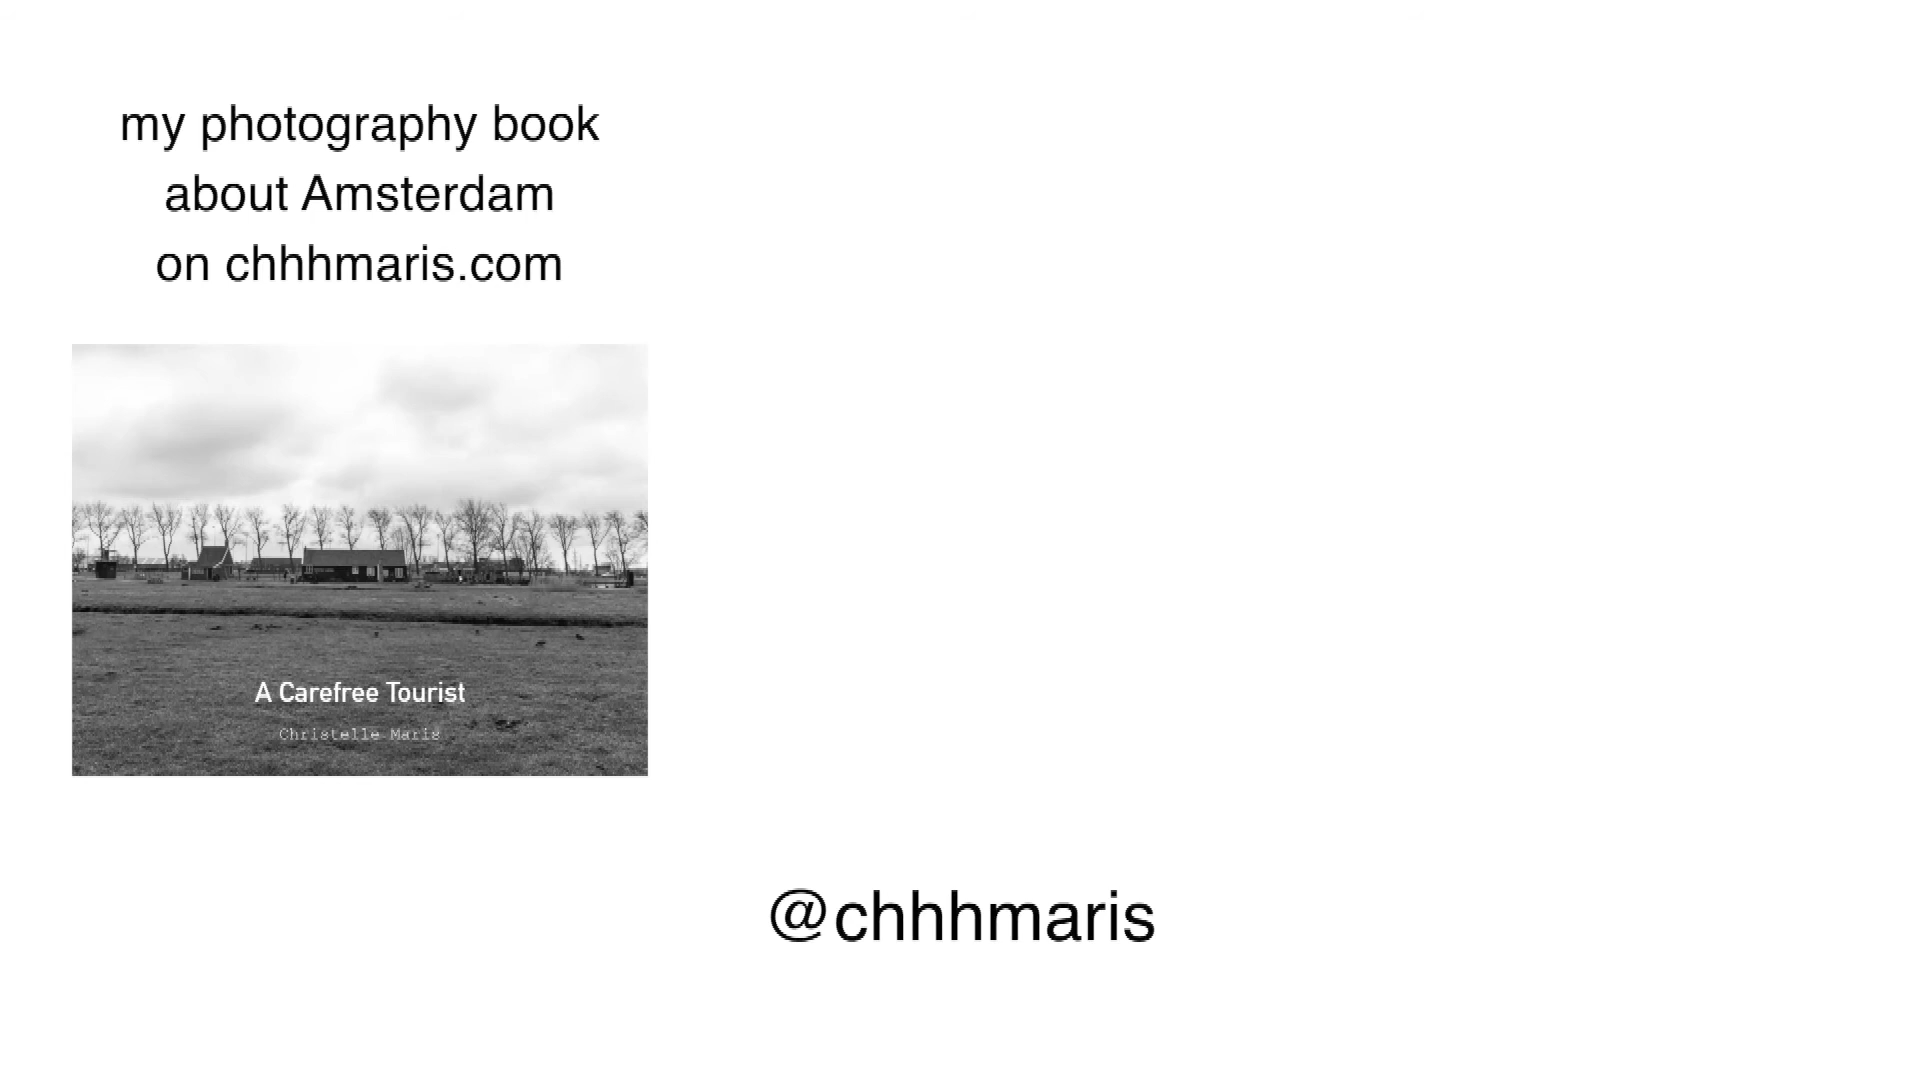 my photography book
about Amsterdam
on chhhmaris.com
A Carefree Tourist
Christelle Maris
@chhhmaris